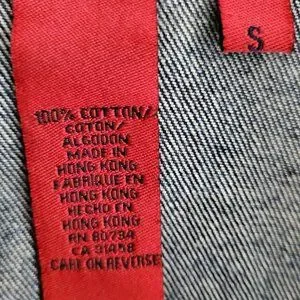 S
100% COTTON/
COTON/
ALGODON
MADE IN
HONG KONG
FABRIQUE EN
HONG KONG
HECHO EN
HONG KONG
RN 80794
CA 31458
CARE ON REVERSE